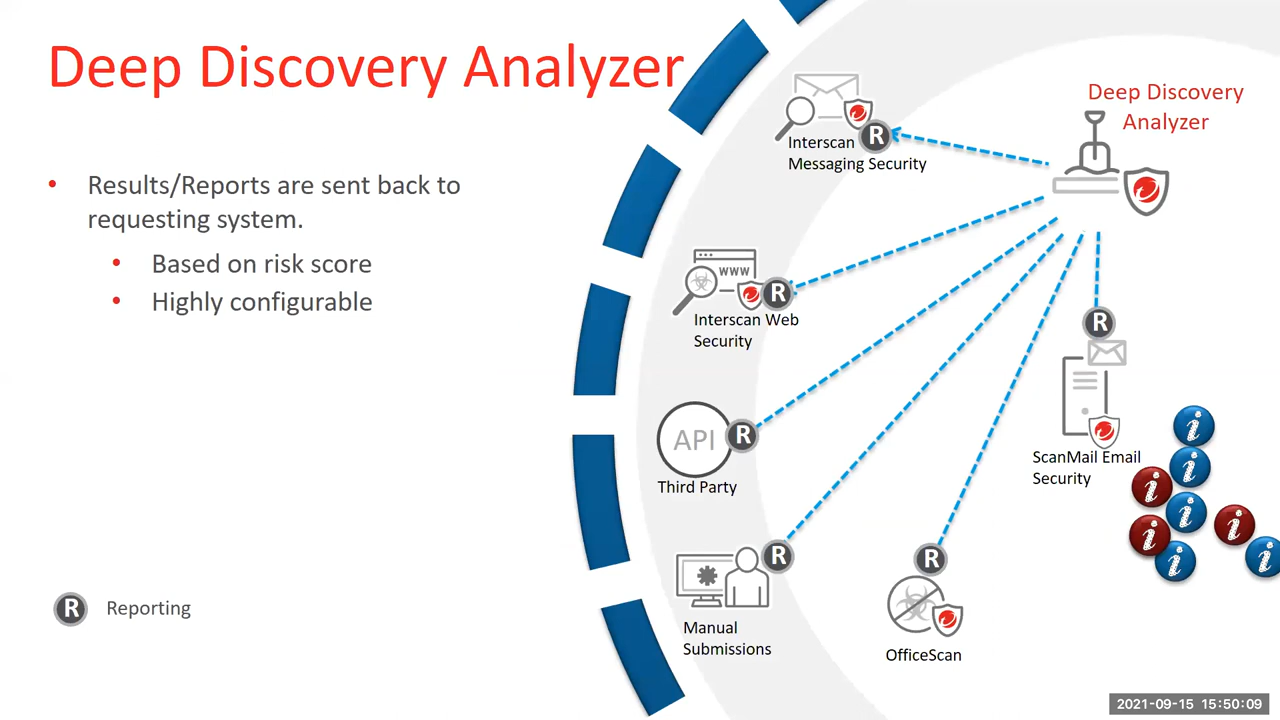 Deep Discovery Analyzer
• Results/Reports are sent back to
requesting system.
• Based on risk score
• Highly configurable
R Reporting
Deep Discovery
Analyzer
R
Interscan
Messaging Security
WWW
R
Interscan Web
Security
API
R
Third Party
R
Manual
Submissions
R
OfficeScan
R
ScanMail Email
Security
i
i
i
i
i
i
i
i
2021-09-15 15:50:09